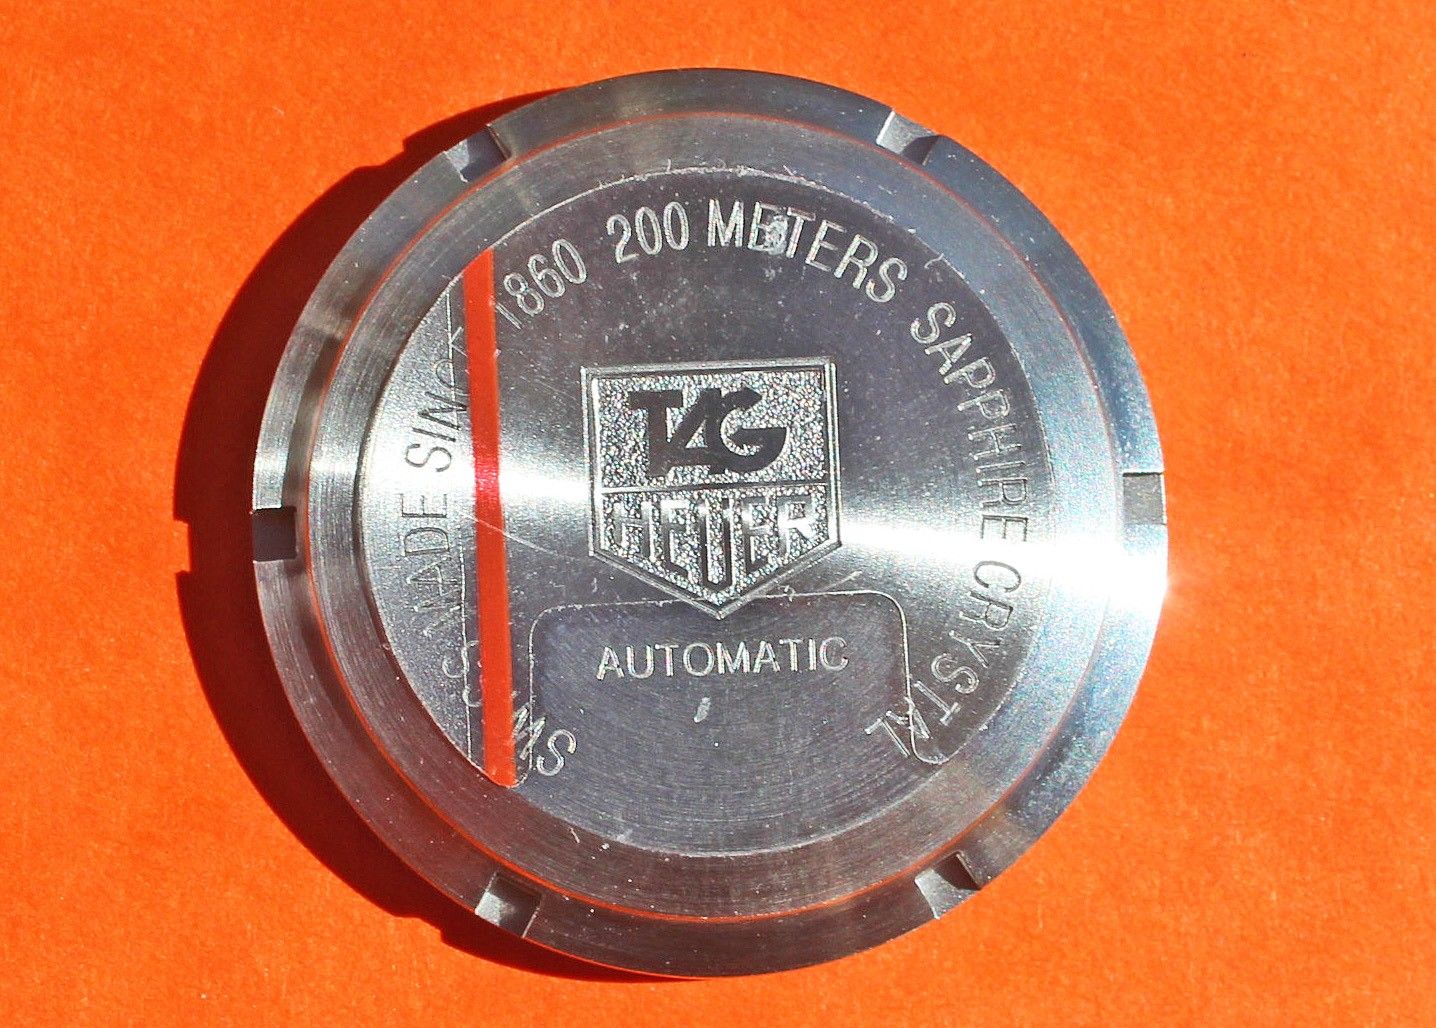 SWISS MADE SINCE 1860 200 METERS SAPPHIRE CRYSTAL
TAG
HEUER
AUTOMATIC